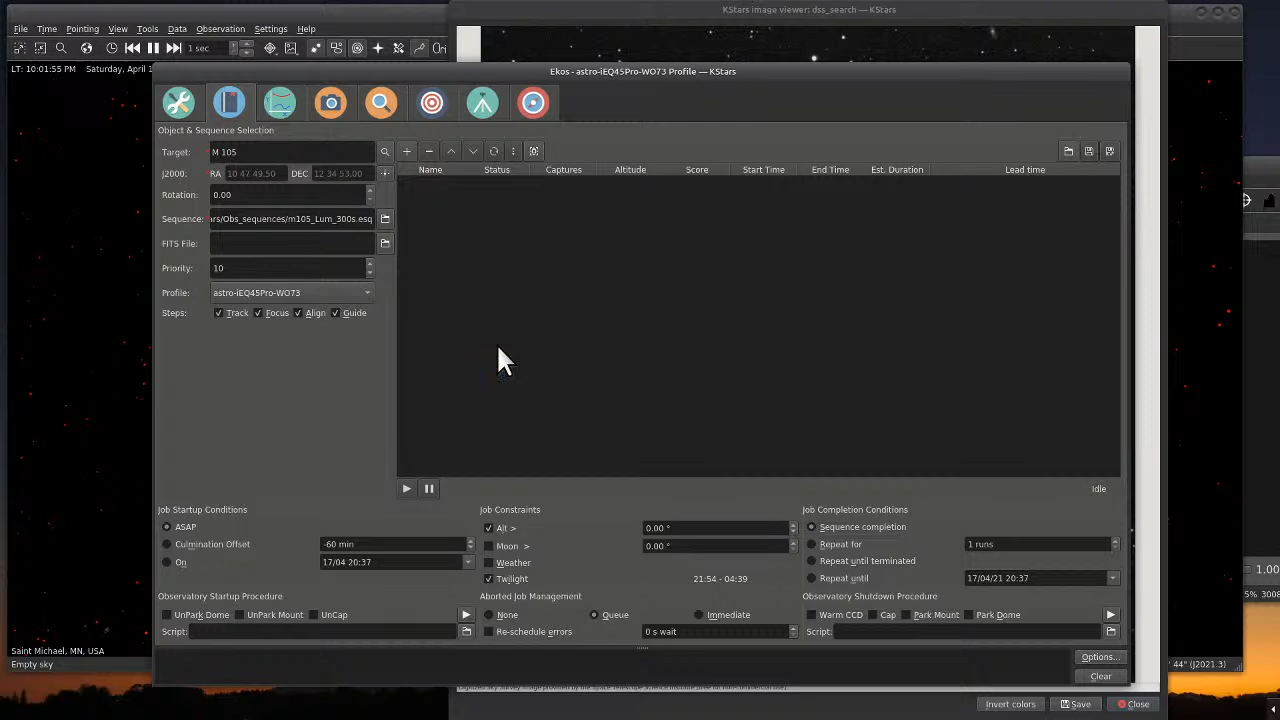 KStars image viewer: dss_search — KStars
File Time Pointing View Tools Data Observation Settings Help
1 sec
LT: 10:01:55 PM Saturday, April 1
Ekos - astro-iEQ45Pro-WO73 Profile — KStars
Object & Sequence Selection
Target: M 105
J2000: RA 10 47 49.50 DEC 12 34 53.00
Rotation: 0.00
Sequence: ars/Obs_sequences/m105_Lum_300s.esq
FITS File:
Priority: 10
Profile: astro-iEQ45Pro-WO73
Steps: Track Focus Align Guide
Name Status Captures Altitude Score Start Time End Time Est. Duration Lead time
Idle
Job Startup Conditions
ASAP
Culmination Offset -60 min
On 17/04 20:37
Job Constraints
Alt > 0.00 °
Moon > 0.00 °
Weather
Twilight 21:54 - 04:39
Job Completion Conditions
Sequence completion
Repeat for 1 runs
Repeat until terminated
Repeat until 17/04/21 20:37
Observatory Startup Procedure
UnPark Dome UnPark Mount UnCap
Script:
Aborted Job Management
None Queue Immediate
Re-schedule errors 0 s wait
Observatory Shutdown Procedure
Warm CCD Cap Park Mount Park Dome
Script:
Options...
Clear
1.00
5% 3008
Saint Michael, MN, USA
Empty sky
' 44" (J2021.3)
Invert colors Save Close